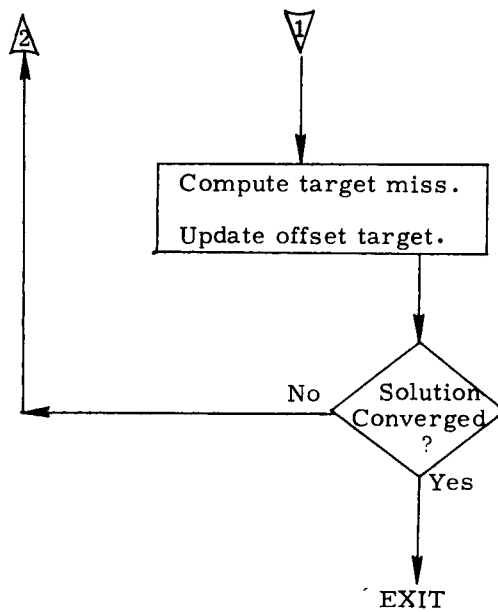 2
1
Compute target miss.
Update offset target.
No
Solution
Converged
?
Yes
EXIT